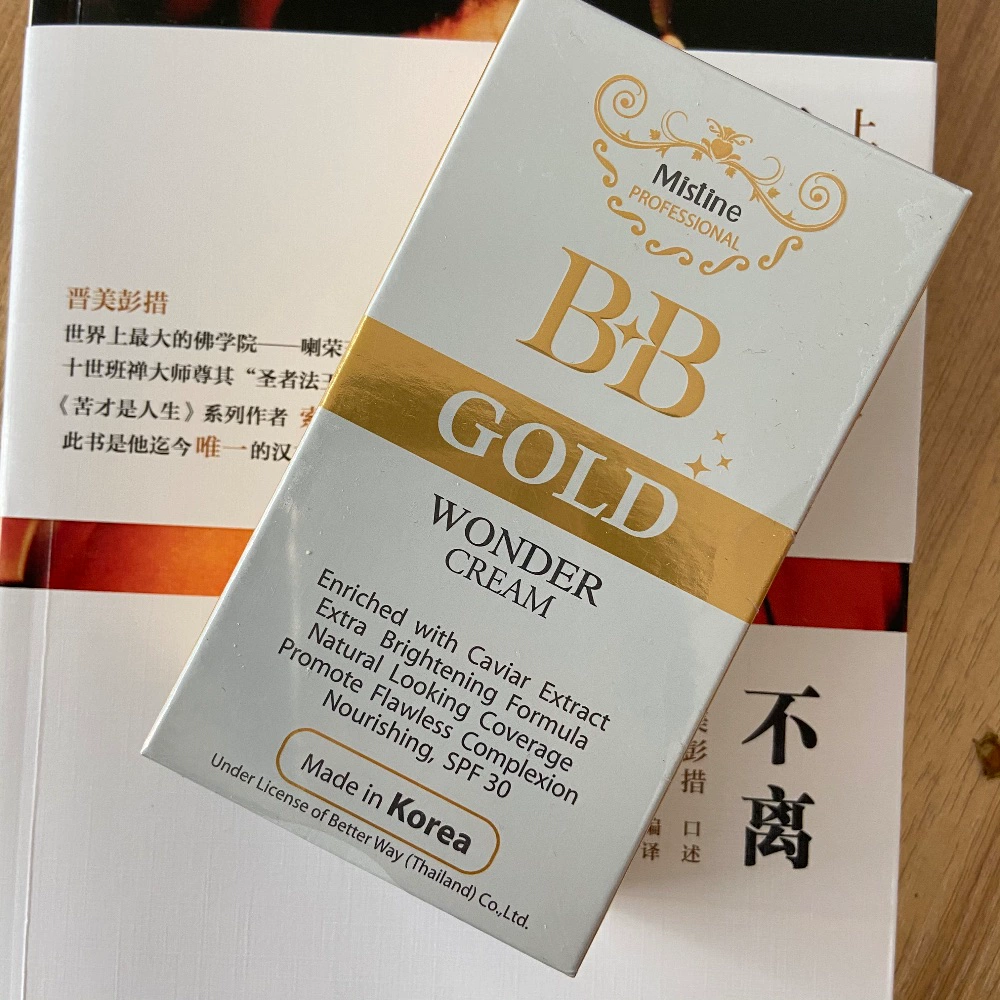 Mistine
PROFESSIONAL
BB
GOLD
WONDER
CREAM
Enriched with Caviar Extract
Extra Brightening Formula
Natural Looking Coverage
Promote Flawless Complexion
Nourishing, SPF 30
Made in Korea
Under License of Better Way (Thailand) Co.,Ltd.
晋美彭措
世界上最大的佛学院——喇荣
十世班禅大师尊其“圣者法王
《苦才是人生》系列作者 索
此书是他迄今唯一的汉
不离
彭措 口述
编译